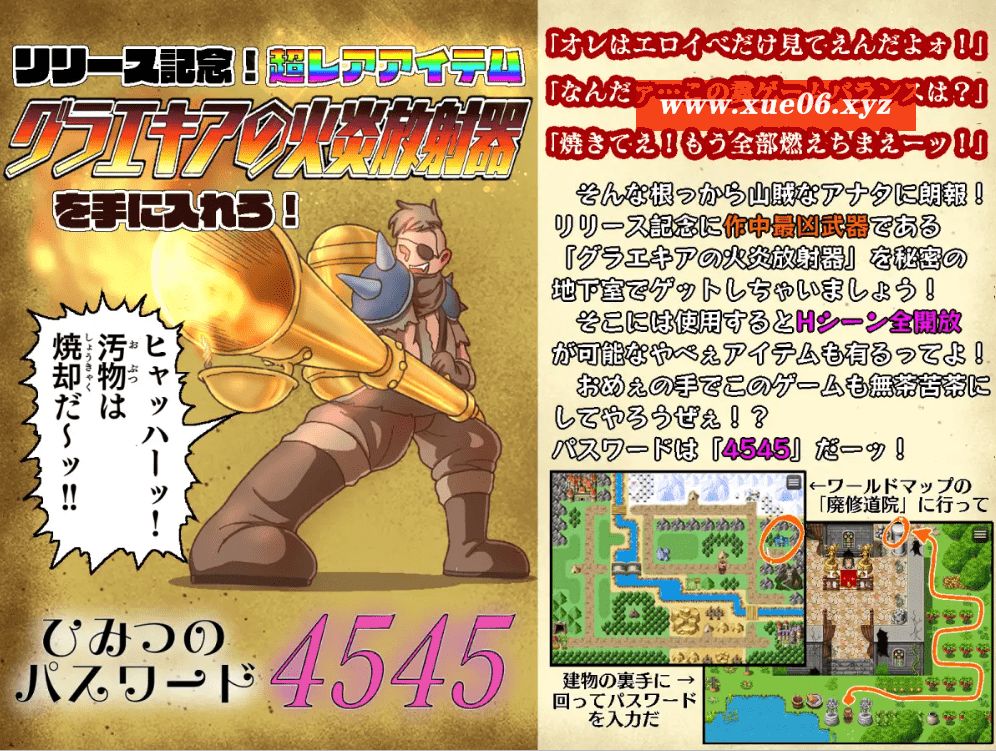 リリース記念！超レアアイテム
グラエキアの火炎放射器
を手に入れろ！
ヒャッハーッ！
汚物は
おぶつ
焼却だ〜ッ!!
しょうきゃく
ひみつの
パスワード 4545
「オレはエロイベだけ見てえんだよォ！」
「なんだァ…この糞ゲームバランスは？」
www.xue06.xyz
「焼きてえ！もう全部燃えちまえーッ！」
そんな根っから山賊なアナタに朗報！
リリース記念に作中最凶武器である
「グラエキアの火炎放射器」を秘密の
地下室でゲットしちゃいましょう！
そこには使用するとHシーン全開放
が可能なやべぇアイテムも有るってよ！
おめぇの手でこのゲームも無茶苦茶に
してやろうぜぇ！？
パスワードは「4545」だーッ！
←ワールドマップの
「廃修道院」に行って
建物の裏手に→
回ってパスワード
を入力だ